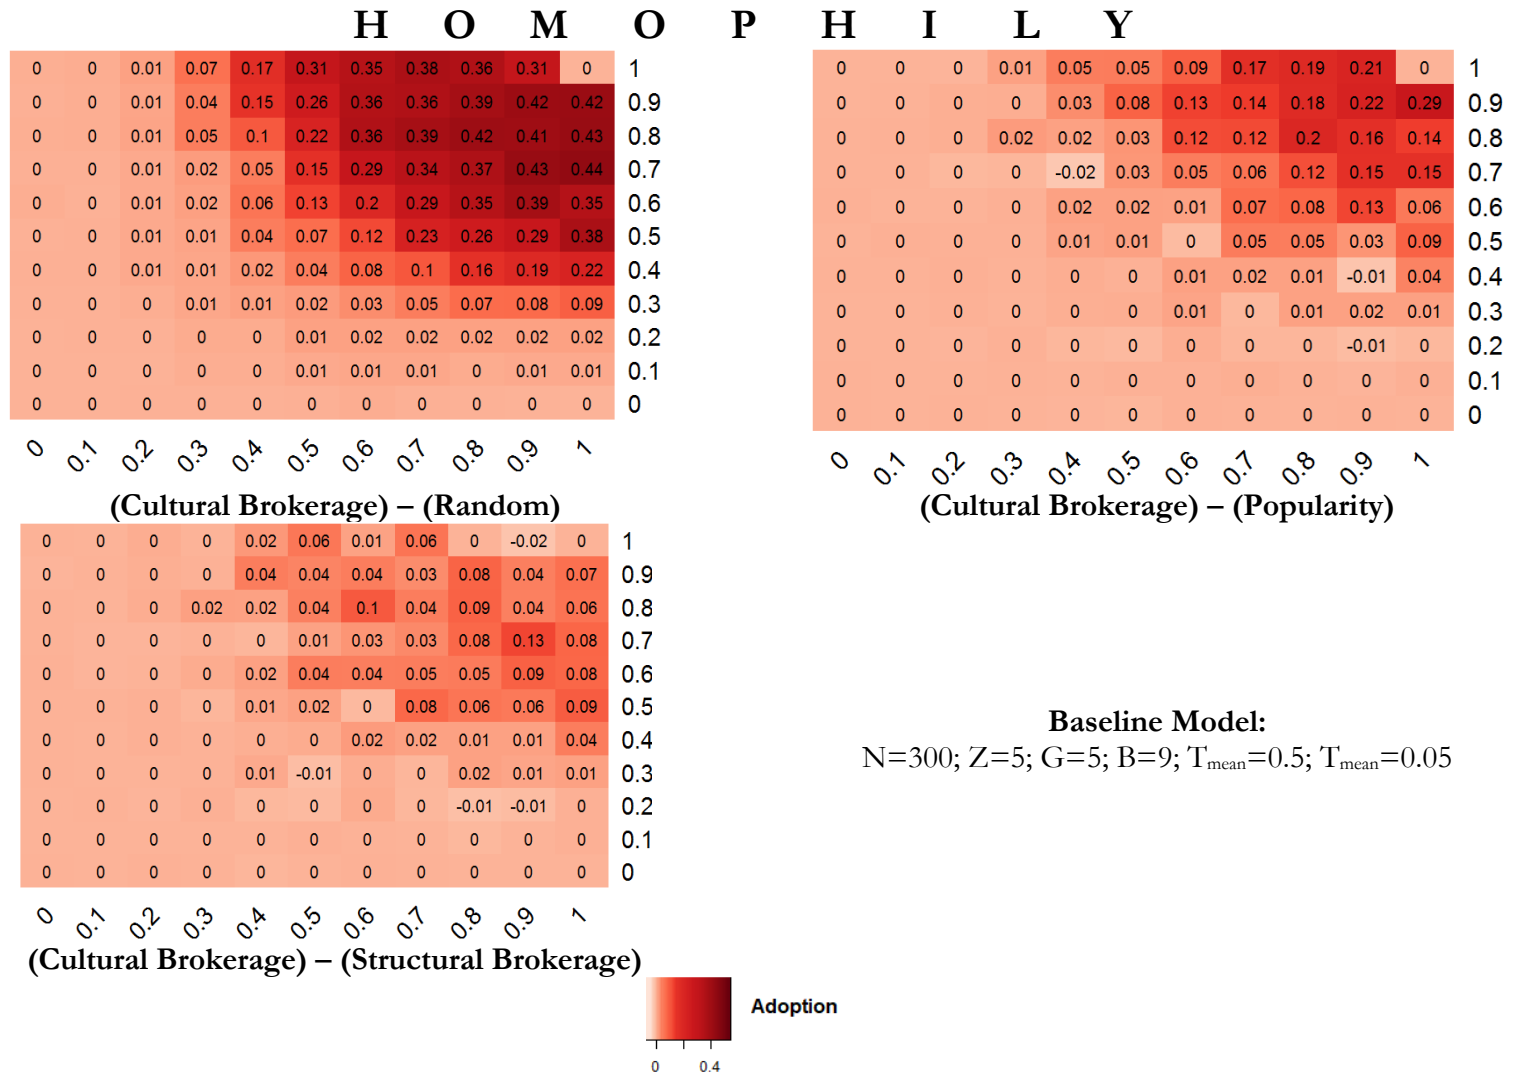 H O M O P H I L Y
0 0 0.01 0.07 0.17 0.31 0.35 0.38 0.36 0.31 0 1
0 0 0.01 0.04 0.15 0.26 0.36 0.36 0.39 0.42 0.42 0.9
0 0 0.01 0.05 0.1 0.22 0.36 0.39 0.42 0.41 0.43 0.8
0 0 0.01 0.02 0.05 0.15 0.29 0.34 0.37 0.43 0.44 0.7
0 0 0.01 0.02 0.06 0.13 0.2 0.29 0.35 0.39 0.35 0.6
0 0 0.01 0.01 0.04 0.07 0.12 0.23 0.26 0.29 0.38 0.5
0 0 0.01 0.01 0.02 0.04 0.08 0.1 0.16 0.19 0.22 0.4
0 0 0 0.01 0.01 0.02 0.03 0.05 0.07 0.08 0.09 0.3
0 0 0 0 0 0.01 0.02 0.02 0.02 0.02 0.02 0.2
0 0 0 0 0 0.01 0.01 0.01 0 0.01 0.01 0.1
0 0 0 0 0 0 0 0 0 0 0 0
0 0.1 0.2 0.3 0.4 0.5 0.6 0.7 0.8 0.9 1
(Cultural Brokerage) – (Random)
0 0 0 0.01 0.05 0.05 0.09 0.17 0.19 0.21 0 1
0 0 0 0 0.03 0.08 0.13 0.14 0.18 0.22 0.29 0.9
0 0 0 0.02 0.02 0.03 0.12 0.12 0.2 0.16 0.14 0.8
0 0 0 0 -0.02 0.03 0.05 0.06 0.12 0.15 0.15 0.7
0 0 0 0 0.02 0.02 0.01 0.07 0.08 0.13 0.06 0.6
0 0 0 0 0.01 0.01 0 0.05 0.05 0.03 0.09 0.5
0 0 0 0 0 0 0.01 0.02 0.01 -0.01 0.04 0.4
0 0 0 0 0 0 0.01 0 0.01 0.02 0.01 0.3
0 0 0 0 0 0 0 0 0 -0.01 0 0.2
0 0 0 0 0 0 0 0 0 0 0 0.1
0 0 0 0 0 0 0 0 0 0 0 0
0 0.1 0.2 0.3 0.4 0.5 0.6 0.7 0.8 0.9 1
(Cultural Brokerage) – (Popularity)
0 0 0 0 0.02 0.06 0.01 0.06 0 -0.02 0 1
0 0 0 0 0.04 0.04 0.04 0.03 0.08 0.04 0.07 0.9
0 0 0 0.02 0.02 0.04 0.1 0.04 0.09 0.04 0.06 0.8
0 0 0 0 0 0.01 0.03 0.03 0.08 0.13 0.08 0.7
0 0 0 0 0.02 0.04 0.04 0.05 0.05 0.09 0.08 0.6
0 0 0 0 0.01 0.02 0 0.08 0.06 0.06 0.09 0.5
0 0 0 0 0 0 0.02 0.02 0.01 0.01 0.04 0.4
0 0 0 0 0.01 -0.01 0 0 0.02 0.01 0.01 0.3
0 0 0 0 0 0 0 0 -0.01 -0.01 0 0.2
0 0 0 0 0 0 0 0 0 0 0 0.1
0 0 0 0 0 0 0 0 0 0 0 0
0 0.1 0.2 0.3 0.4 0.5 0.6 0.7 0.8 0.9 1
(Cultural Brokerage) – (Structural Brokerage)
Baseline Model:
N=300; Z=5; G=5; B=9; Tmean=0.5; Tmean=0.05
Adoption
0 0.4